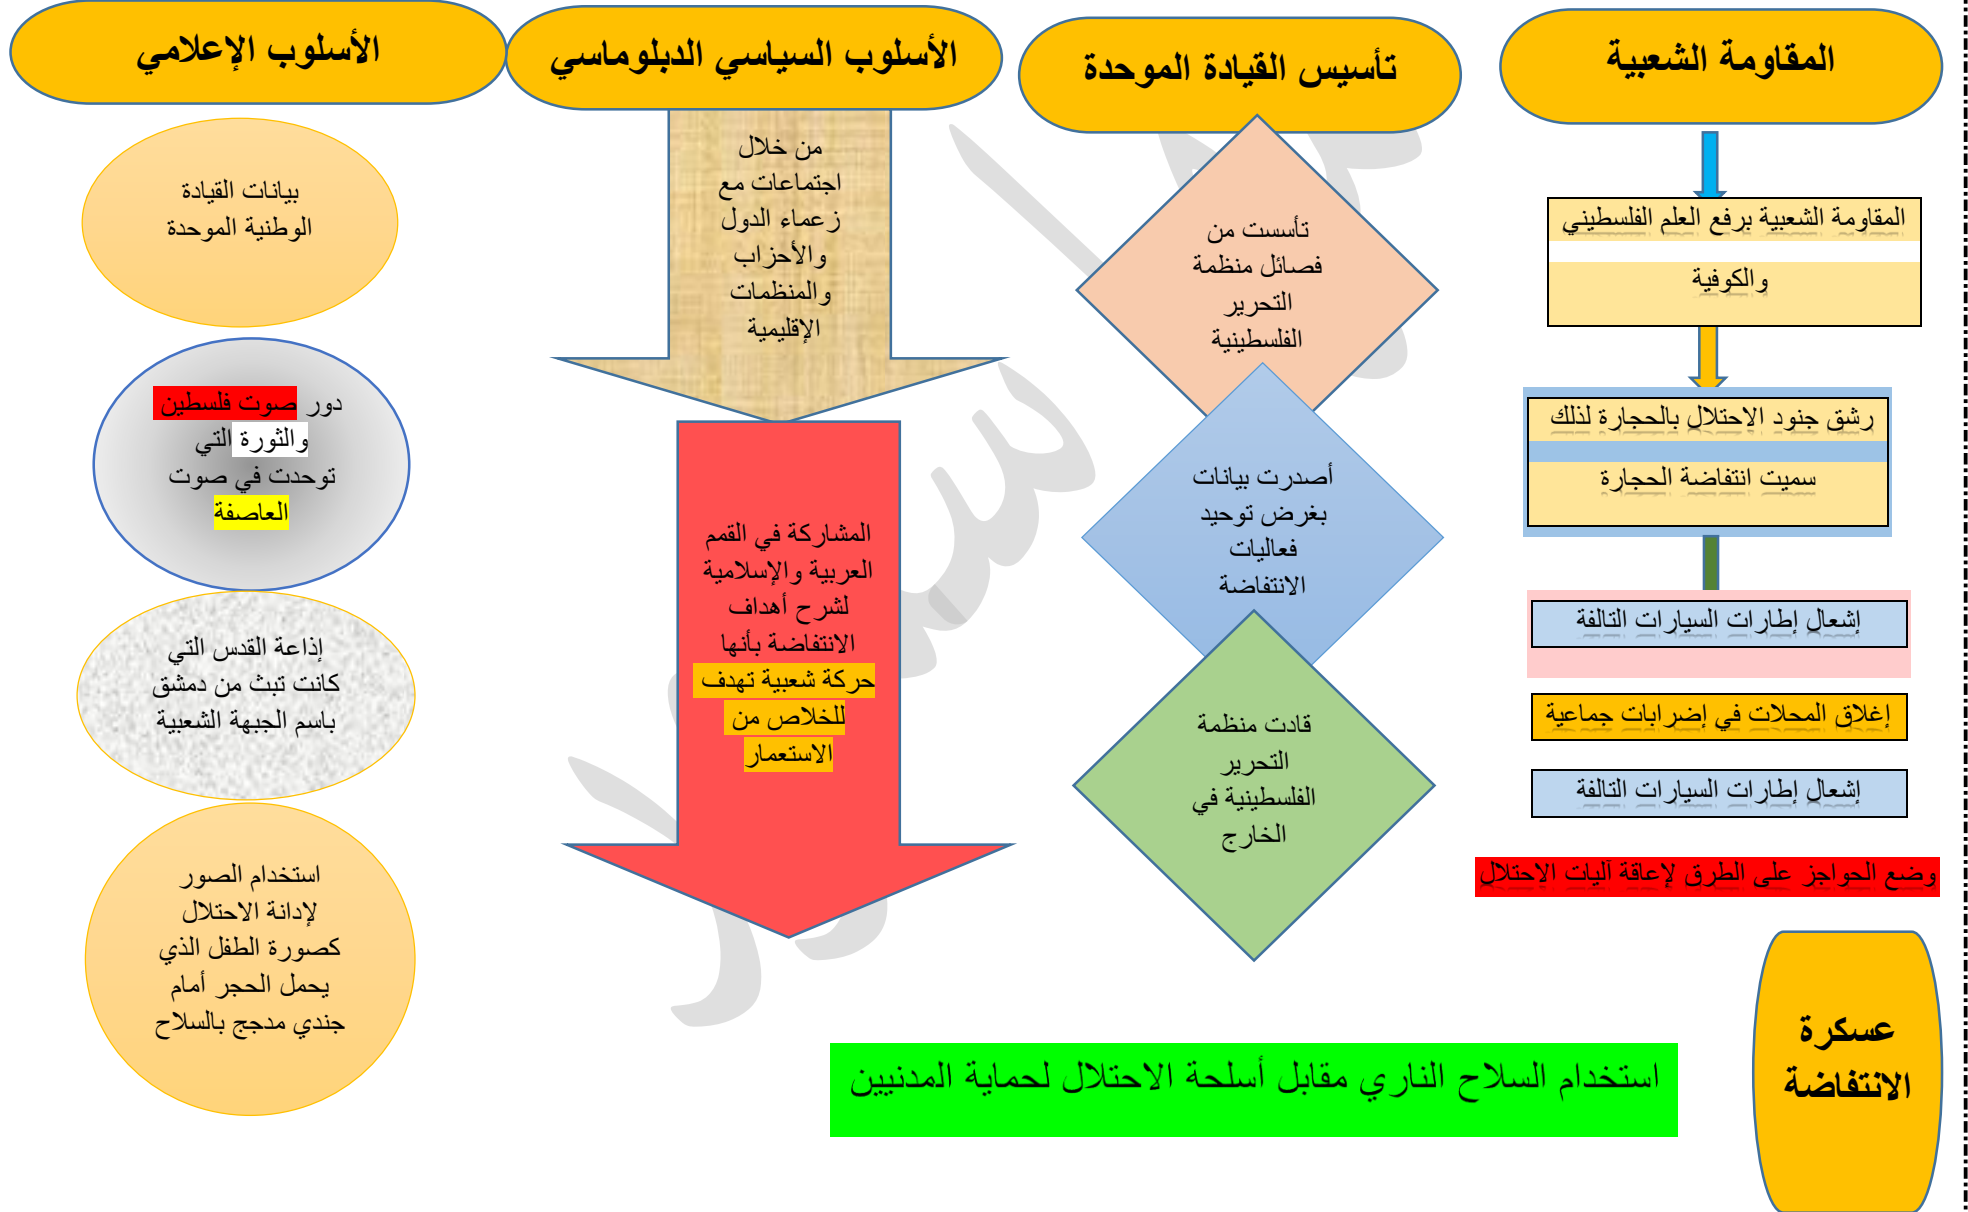 المقاومة الشعبية
المقاومة الشعبية برفع العلم الفلسطيني
والكوفية
رشق جنود الاحتلال بالحجارة لذلك
سميت انتفاضة الحجارة
إشعال إطارات السيارات التالفة
إغلاق المحلات في إضرابات جماعية
إشعال إطارات السيارات التالفة
وضع الحواجز على الطرق لإعاقة آليات الاحتلال
تأسيس القيادة الموحدة
تأسست من
فصائل منظمة
التحرير
الفلسطينية
أصدرت بيانات
بغرض توحيد
فعاليات
الانتفاضة
قادت منظمة
التحرير
الفلسطينية في
الخارج
الأسلوب السياسي الدبلوماسي
من خلال
اجتماعات مع
زعماء الدول
والأحزاب
والمنظمات
الإقليمية
المشاركة في القمم
العربية والإسلامية
لشرح أهداف
الانتفاضة بأنها
حركة شعبية تهدف
للخلاص من
الاستعمار
الأسلوب الإعلامي
بيانات القيادة
الوطنية الموحدة
دور صوت فلسطين
والثورة التي
توحدت في صوت
العاصفة
إذاعة القدس التي
كانت تبث من دمشق
باسم الجبهة الشعبية
استخدام الصور
لإدانة الاحتلال
كصورة الطفل الذي
يحمل الحجر أمام
جندي مدجج بالسلاح
عسكرة
الانتفاضة
استخدام السلاح الناري مقابل أسلحة الاحتلال لحماية المدنيين